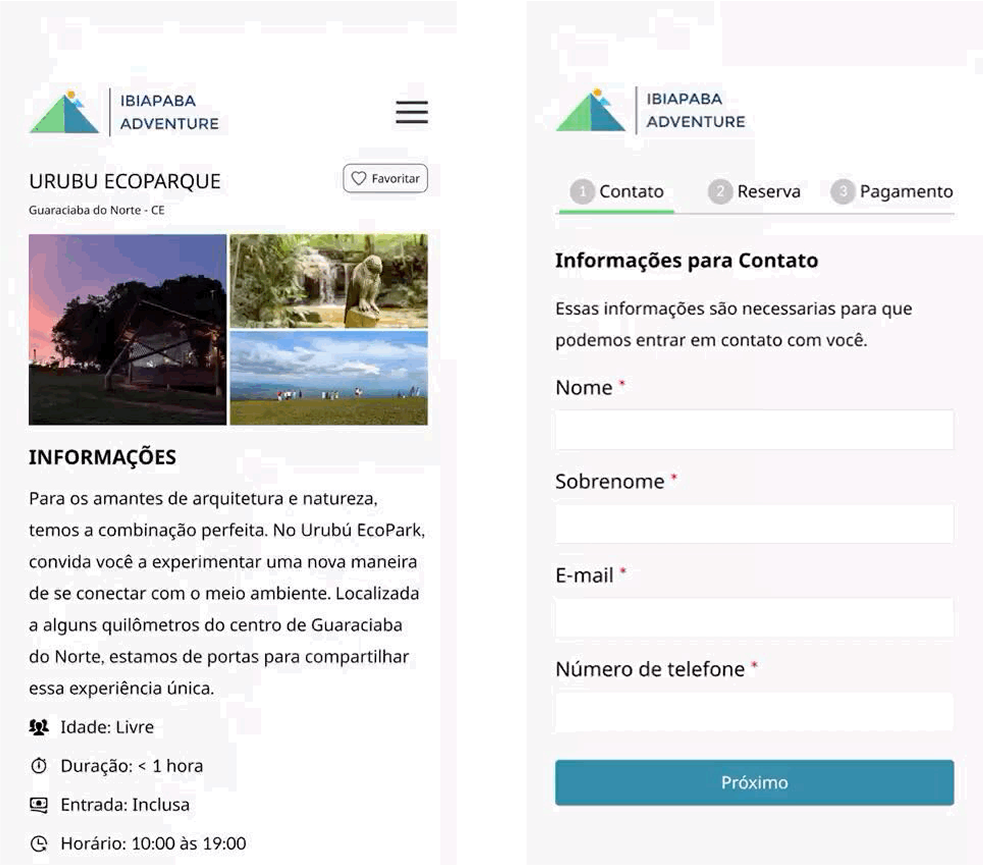 IBIAPABA
ADVENTURE
URUBU ECOPARQUE
Favoritar
Guaraciaba do Norte - CE
INFORMAÇÕES
Para os amantes de arquitetura e natureza,
temos a combinação perfeita. No Urubú EcoPark,
convida você a experimentar uma nova maneira
de se conectar com o meio ambiente. Localizada
a alguns quilômetros do centro de Guaraciaba
do Norte, estamos de portas para compartilhar
essa experiência única.
Idade: Livre
Duração: < 1 hora
Entrada: Inclusa
Horário: 10:00 às 19:00
IBIAPABA
ADVENTURE
1 Contato 2 Reserva 3 Pagamento
Informações para Contato
Essas informações são necessarias para que
podemos entrar em contato com você.
Nome *
Sobrenome *
E-mail *
Número de telefone *
Próximo